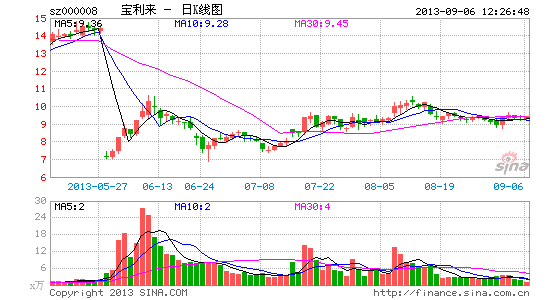 sz000008 宝利来 - 日K线图 2013-09-06 12:26:48
MA5:9.36 MA10:9.28 MA30:9.45
15
14
13
12
11
10
9
8
7
6
sina
2013-05-27 06-13 06-24 07-08 07-22 08-05 08-19 09-06
MA5:2 MA10:2 MA30:4
30
24
18
12
6
x万
Copyright 2013 SINA.COM http://finance.sina.com.cn